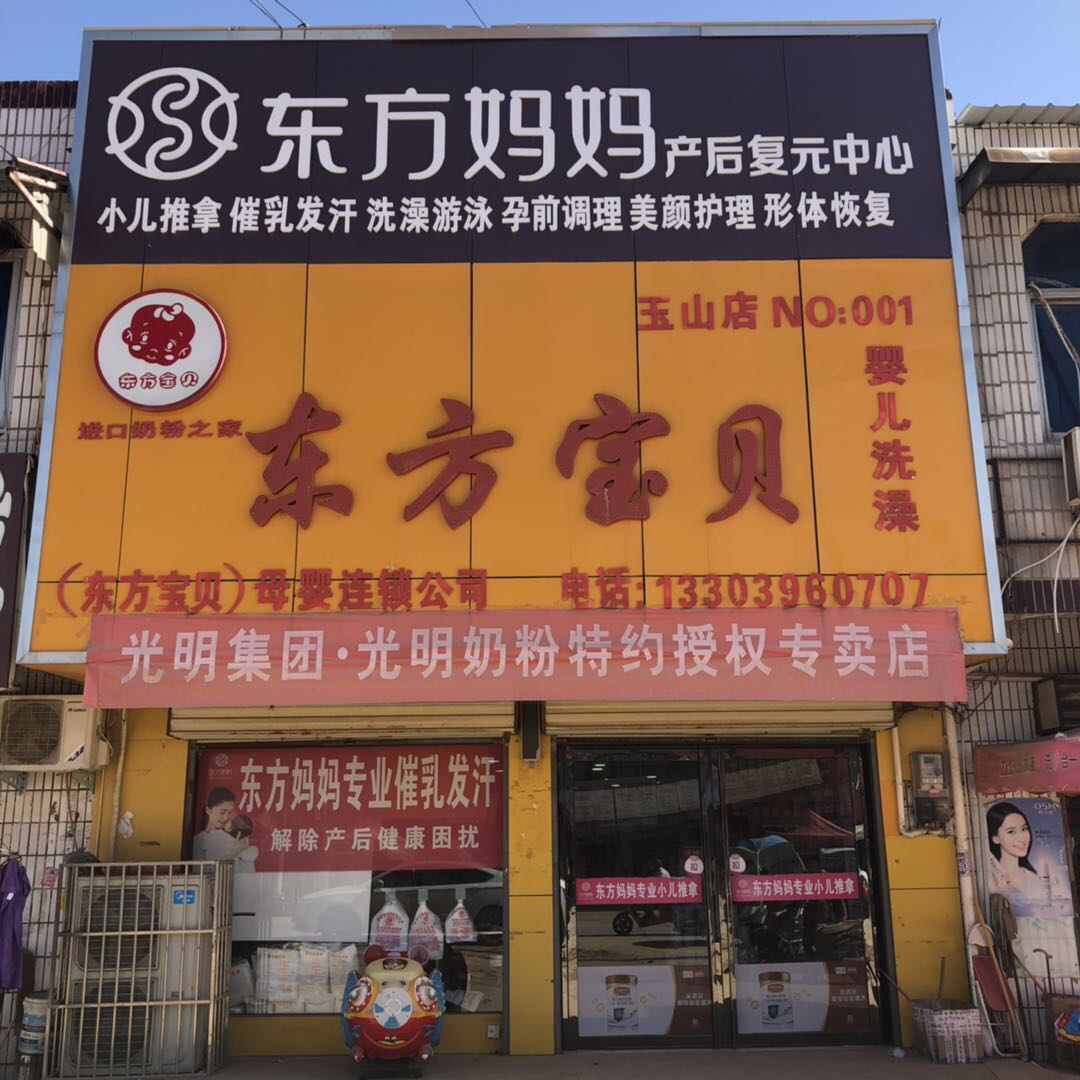 东方妈妈产后复元中心
小儿推拿 催乳发汗 洗澡游泳 孕前调理 美颜护理 形体恢复
玉山店 NO:001
东方宝贝
进口奶粉之家
东方宝贝
婴儿洗澡
(东方宝贝)母婴连锁公司 电话:13303960707
光明集团·光明奶粉特约授权专卖店
东方妈妈专业催乳发汗
解除产后健康困扰
东方妈妈专业小儿推拿
东方妈妈专业小儿推拿
拉
拉